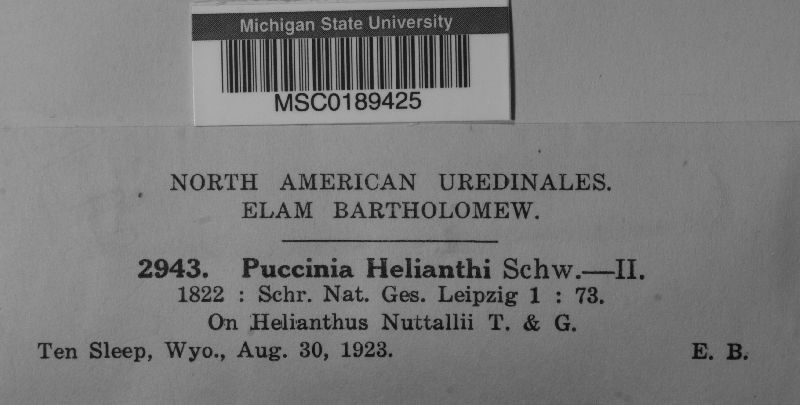 Michigan State University
MSC0189425
NORTH AMERICAN UREDINALES.
ELAM BARTHOLOMEW.
2943. Puccinia Helianthi Schw.—II.
1822 : Schr. Nat. Ges. Leipzig 1 : 73.
On Helianthus Nuttallii T. & G.
Ten Sleep, Wyo., Aug. 30, 1923. E. B.